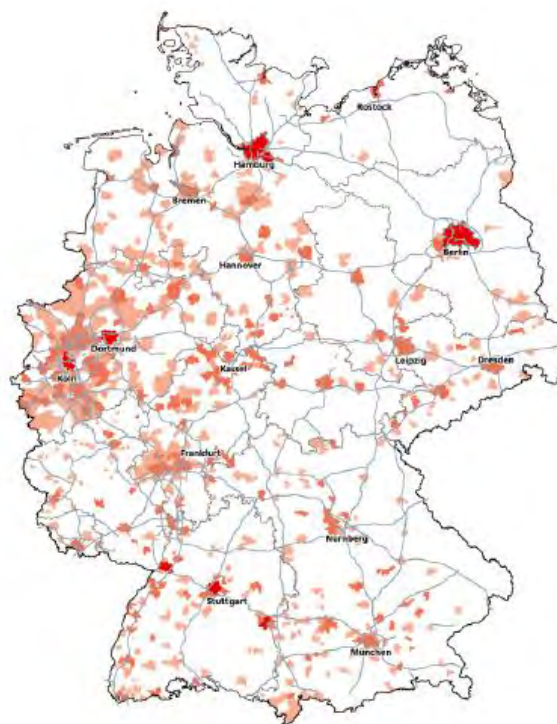 Rostock
Hamburg
Bremen
Berlin
Hannover
Dortmund
Leipzig
Dresden
Kassel
Köln
Frankfurt
Nürnberg
Stuttgart
München